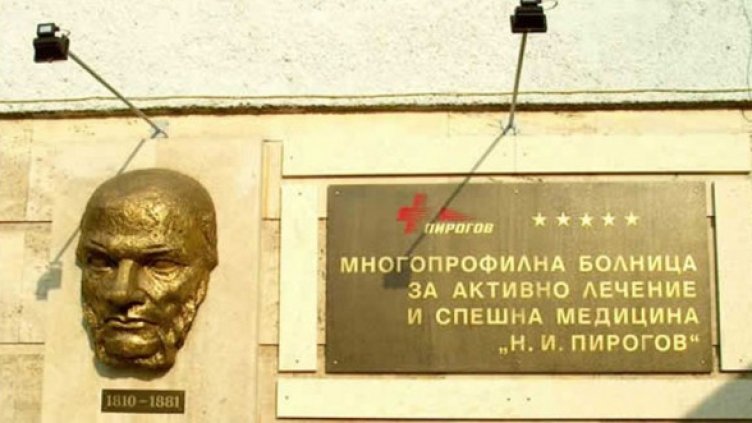 ПИРОГОВ
МНОГОПРОФИЛНА БОЛНИЦА
ЗА АКТИВНО ЛЕЧЕНИЕ
И СПЕШНА МЕДИЦИНА
„Н. И. ПИРОГОВ“
1810-1881